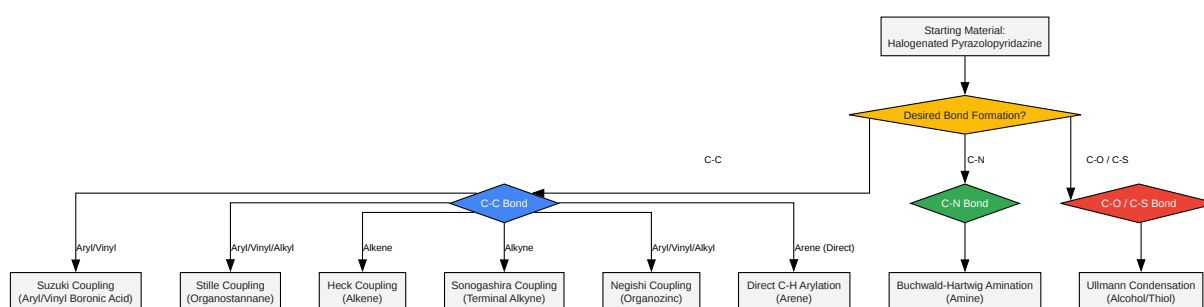 Starting Material:
Halogenated Pyrazolopyridazine
Desired Bond Formation?
C-C
C-N
C-O / C-S
C-C Bond
C-N Bond
C-O / C-S Bond
Aryl/Vinyl
Aryl/Vinyl/Alkyl
Alkene
Alkyne
Aryl/Vinyl/Alkyl
Arene (Direct)
Suzuki Coupling
(Aryl/Vinyl Boronic Acid)
Stille Coupling
(Organostannane)
Heck Coupling
(Alkene)
Sonogashira Coupling
(Terminal Alkyne)
Negishi Coupling
(Organozinc)
Direct C-H Arylation
(Arene)
Buchwald-Hartwig Amination
(Amine)
Ullmann Condensation
(Alcohol/Thiol)